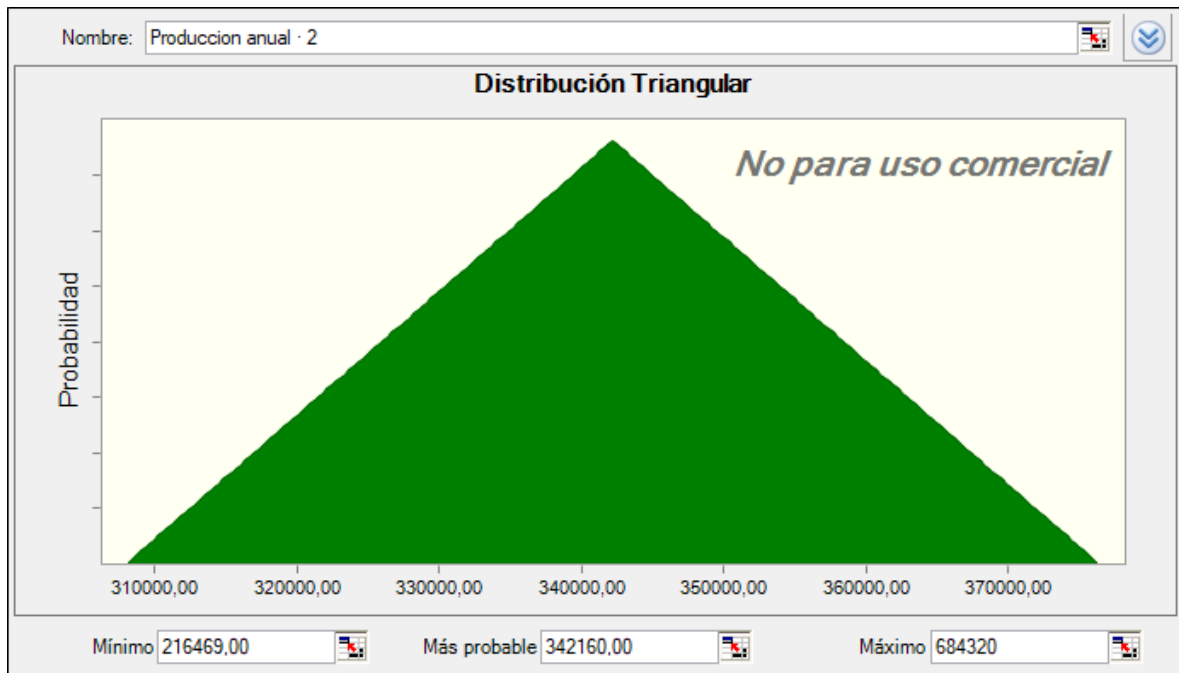 Nombre: Produccion anual · 2
Distribución Triangular
No para uso comercial
Probabilidad
310000,00 320000,00 330000,00 340000,00 350000,00 360000,00 370000,00
Mínimo 216469,00 Más probable 342160,00 Máximo 684320